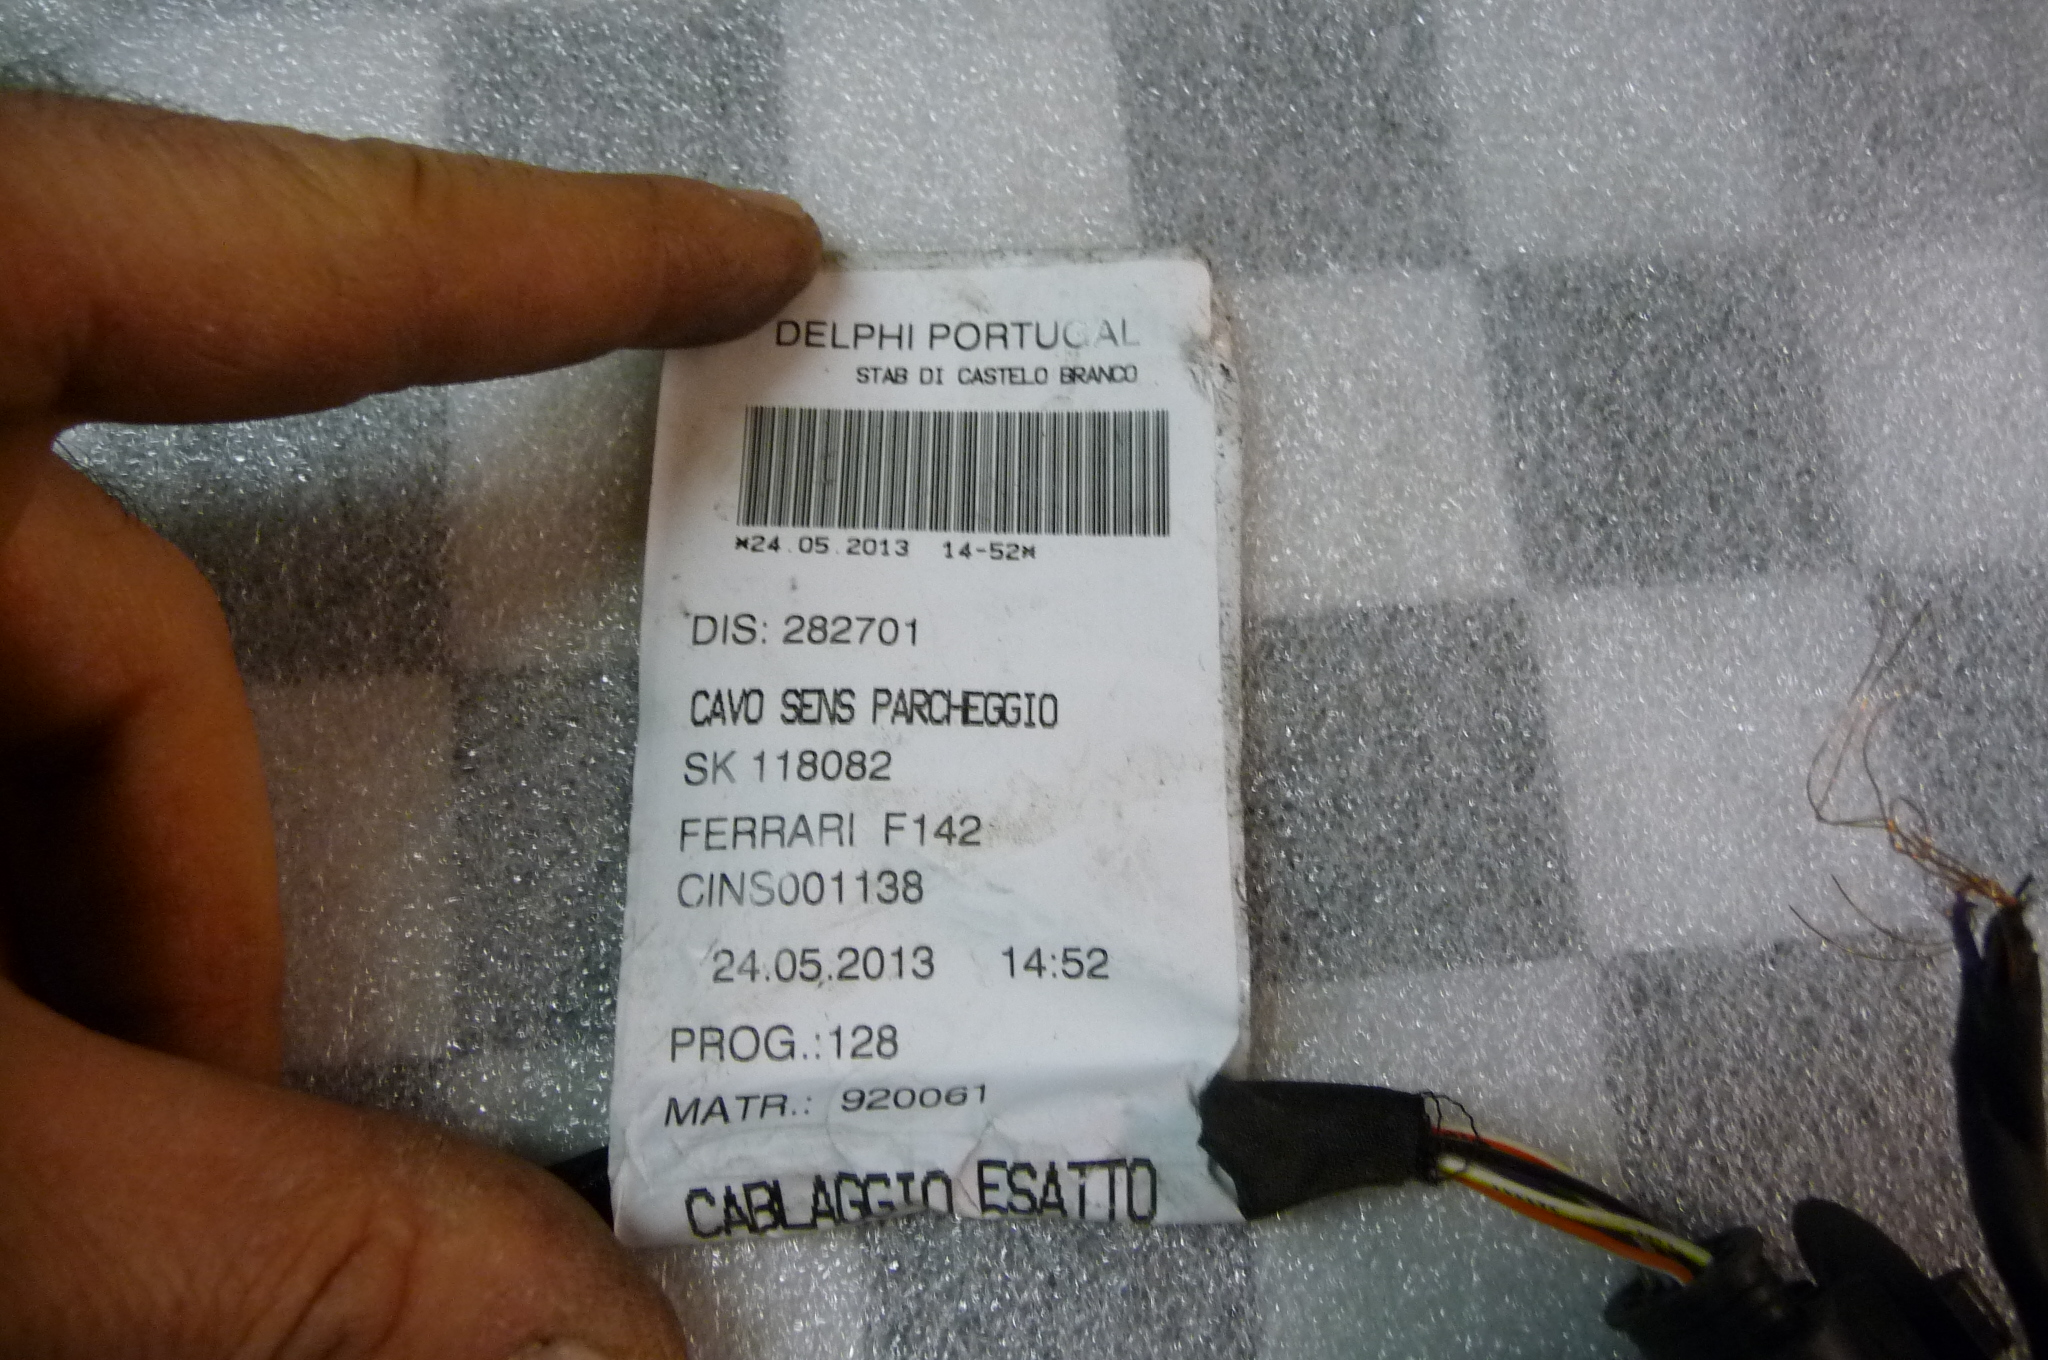 DELPHI PORTUGAL
STAB DI CASTELO BRANCO
*24.05.2013 14-52*
DIS: 282701
CAVO SENS PARCHEGGIO
SK 118082
FERRARI F142
CINS001138
24.05.2013 14:52
PROG.:128
MATR.: 920061
CABLAGGIO ESATTO